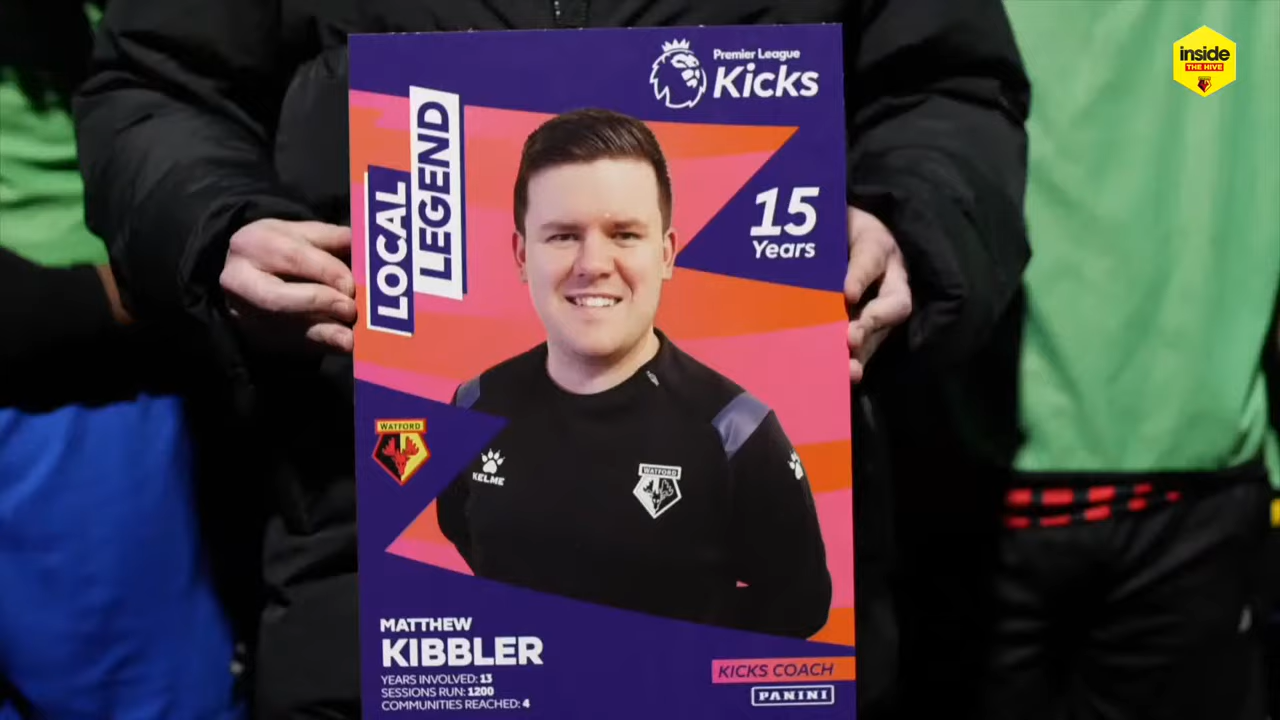 inside
THE HIVE
Premier League
Kicks
LOCAL
LEGEND
15
Years
WATFORD
KELME
WATFORD
MATTHEW
KIBBLER
YEARS INVOLVED: 13
SESSIONS RUN: 1200
COMMUNITIES REACHED: 4
KICKS COACH
PANINI